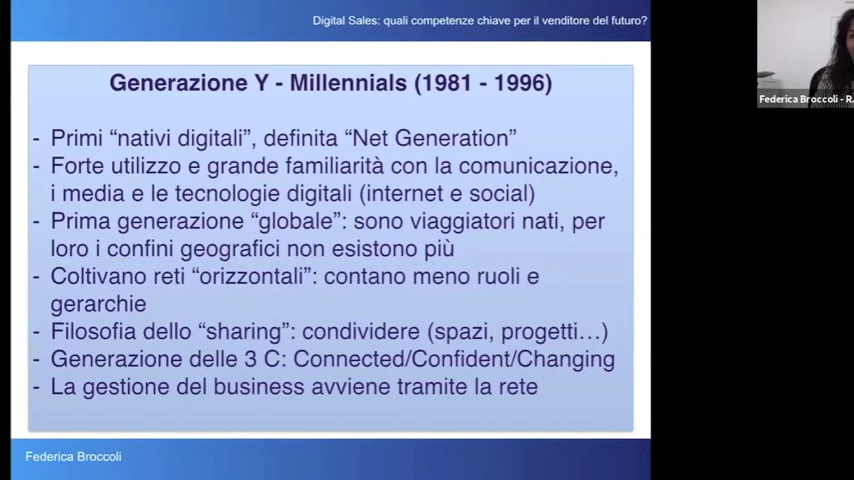 Digital Sales: quali competenze chiave per il venditore del futuro?
Generazione Y - Millennials (1981 - 1996)
- Primi “nativi digitali”, definita “Net Generation”
- Forte utilizzo e grande familiarità con la comunicazione,
i media e le tecnologie digitali (internet e social)
- Prima generazione “globale”: sono viaggiatori nati, per
loro i confini geografici non esistono più
- Coltivano reti “orizzontali”: contano meno ruoli e
gerarchie
- Filosofia dello “sharing”: condividere (spazi, progetti…)
- Generazione delle 3 C: Connected/Confident/Changing
- La gestione del business avviene tramite la rete
Federica Broccoli
Federica Broccoli - R.